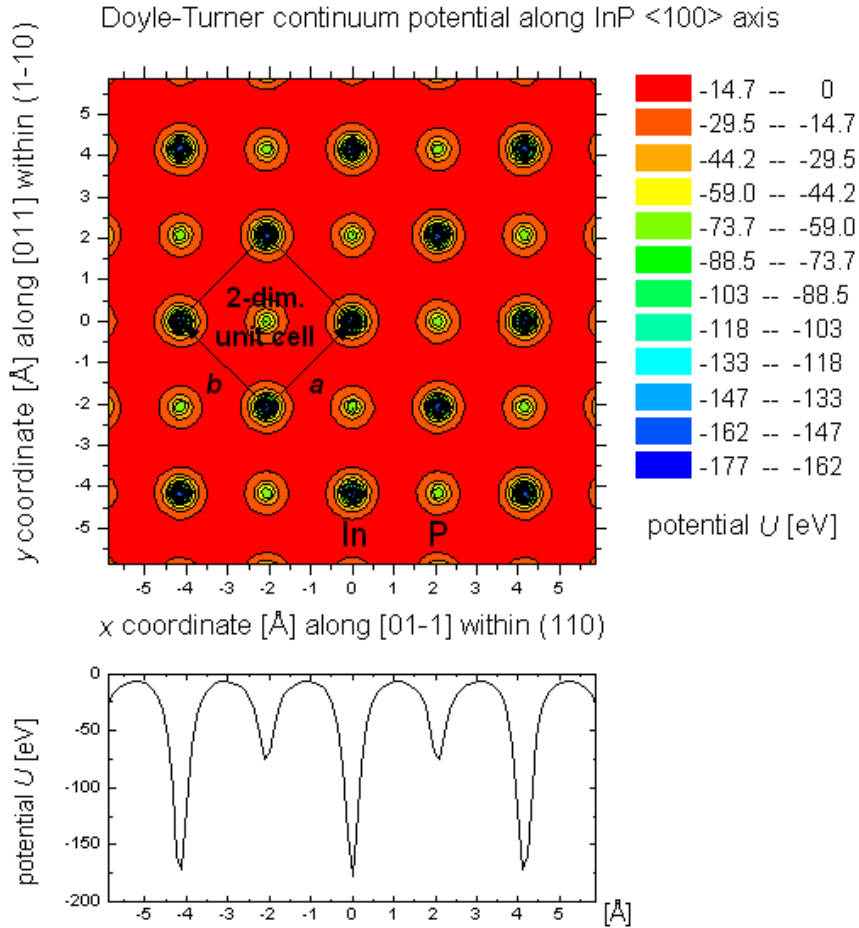 Doyle-Turner continuum potential along InP <100> axis
y coordinate [Å] along [011] within (1-10)
5
4
3
2
1
0
-1
-2
-3
-4
-5
2-dim.
unit cell
b
a
In
P
-5 -4 -3 -2 -1 0 1 2 3 4 5
x coordinate [Å] along [01-1] within (110)
-14.7 -- 0
-29.5 -- -14.7
-44.2 -- -29.5
-59.0 -- -44.2
-73.7 -- -59.0
-88.5 -- -73.7
-103 -- -88.5
-118 -- -103
-133 -- -118
-147 -- -133
-162 -- -147
-177 -- -162
potential U [eV]
potential U [eV]
0
-50
-100
-150
-200
-5 -4 -3 -2 -1 0 1 2 3 4 5 [Å]